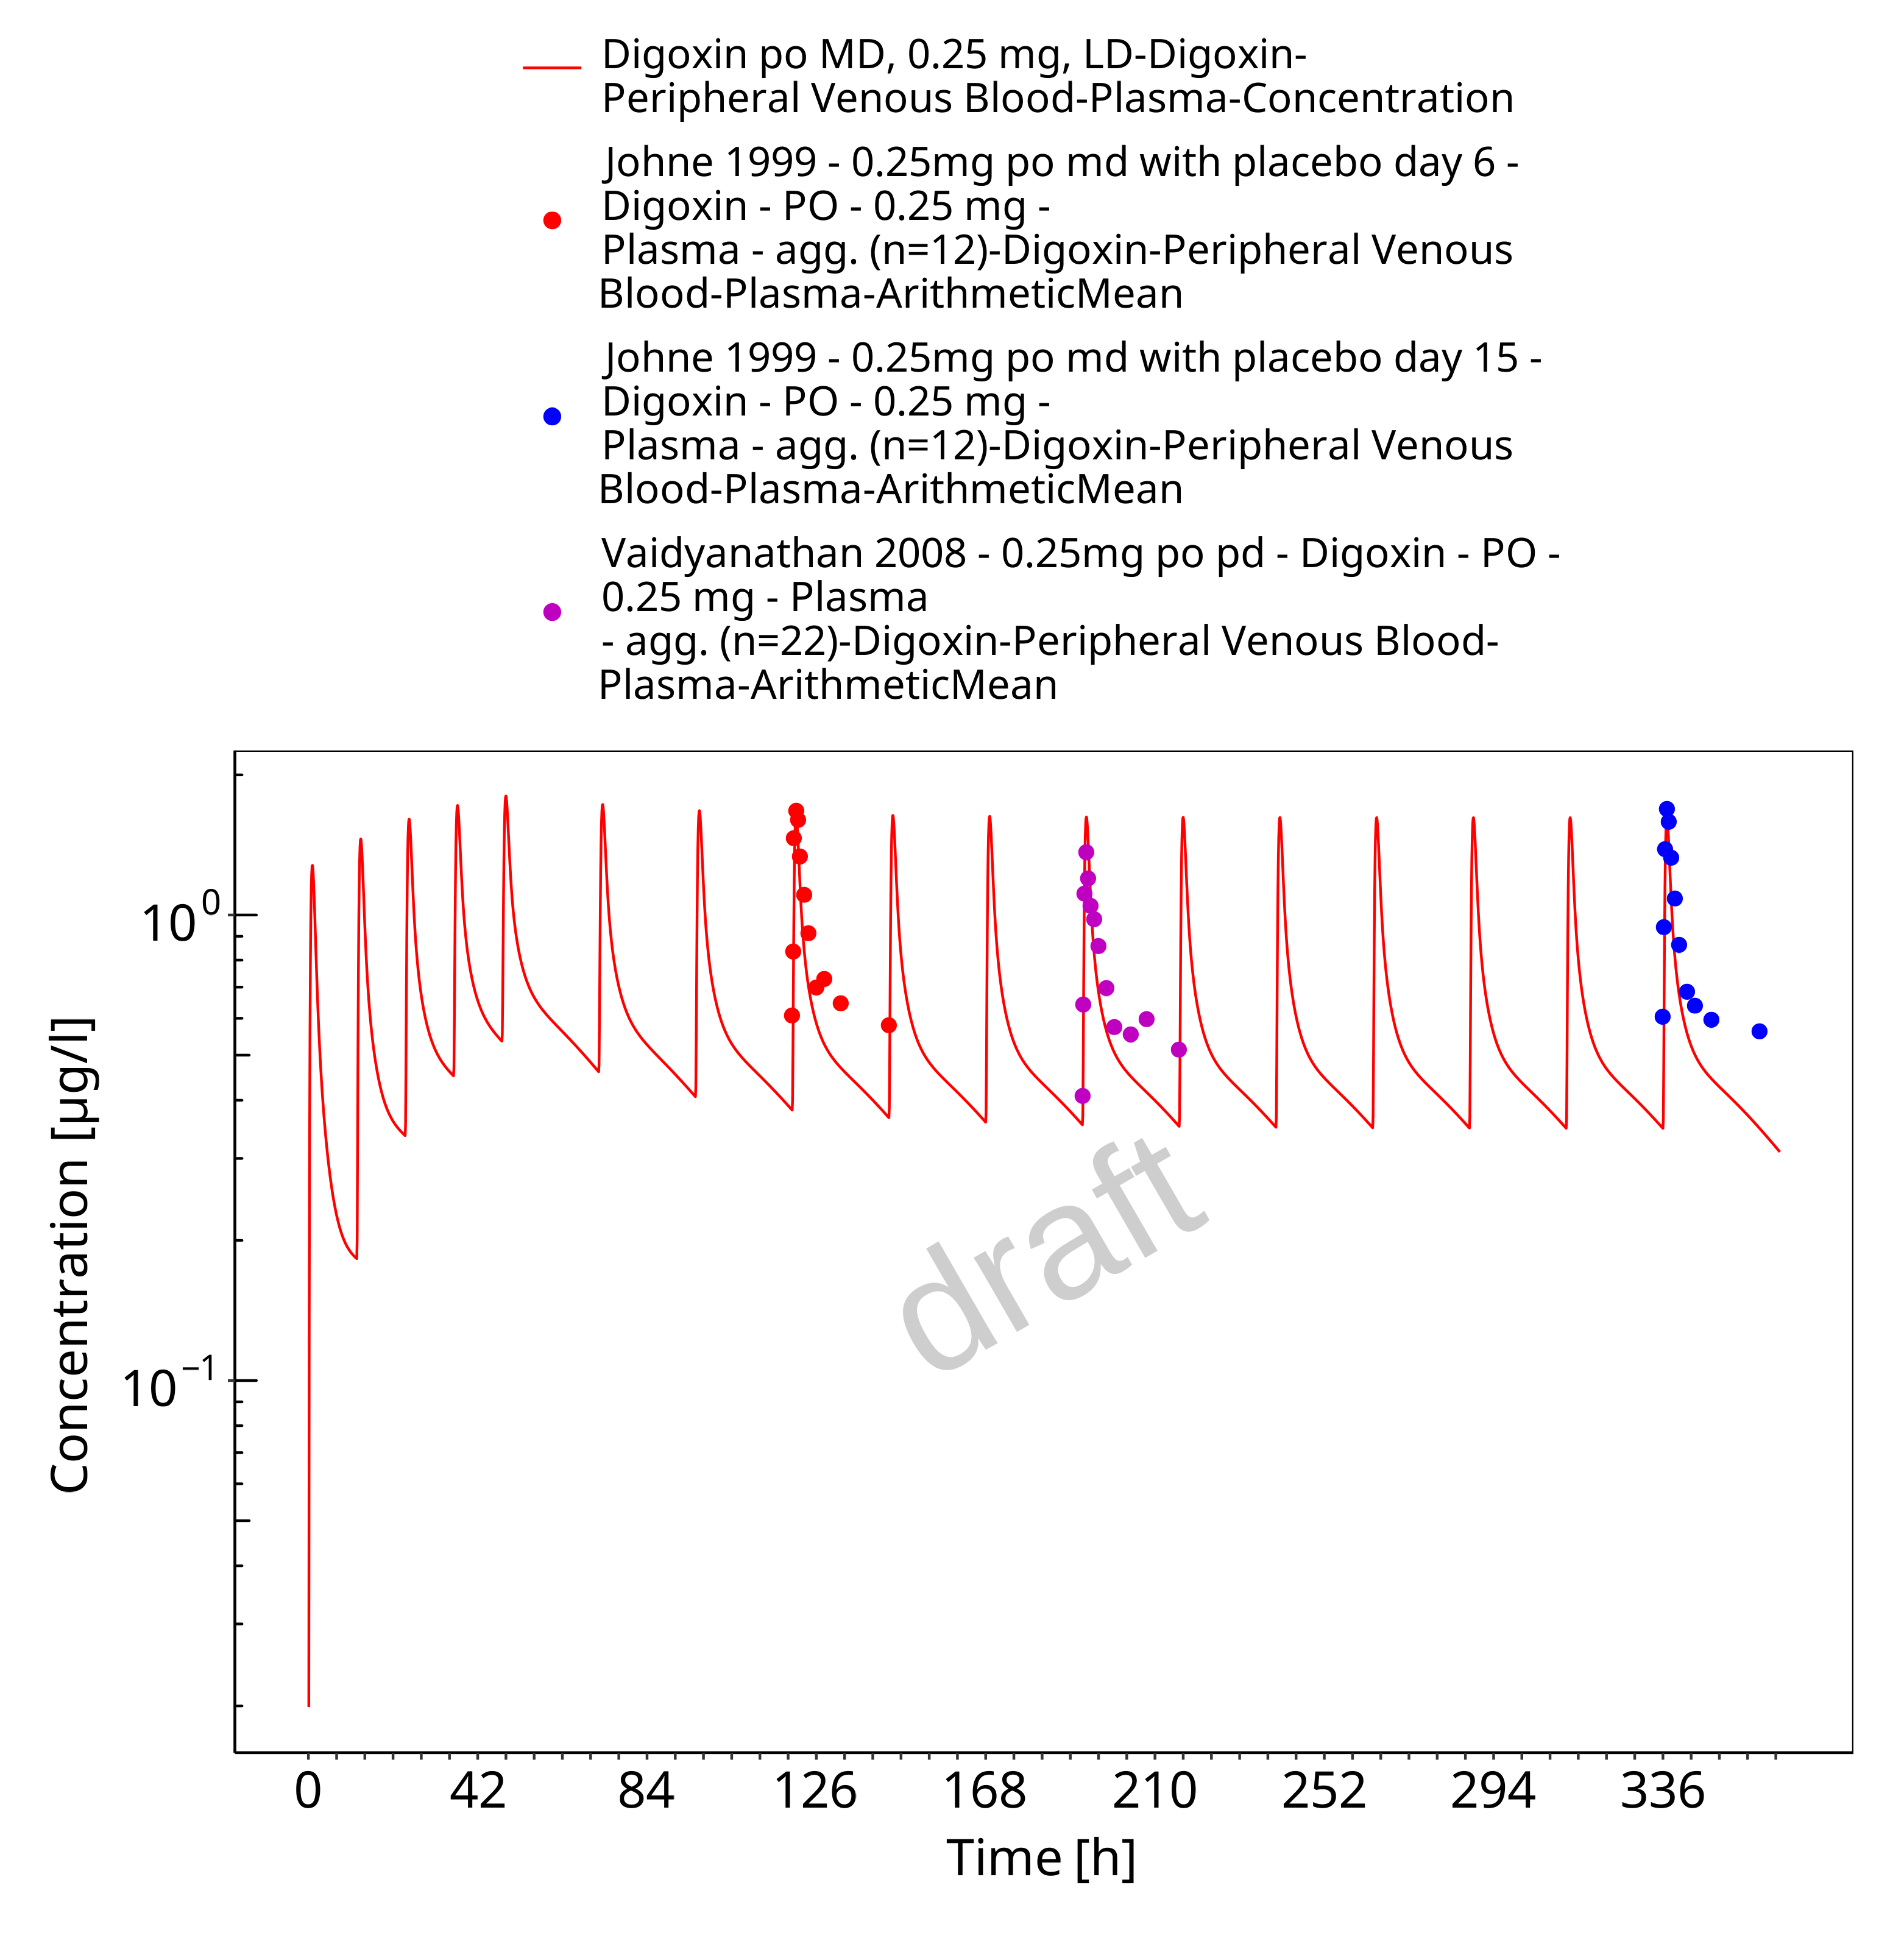 Digoxin po MD, 0.25 mg, LD-Digoxin-
Peripheral Venous Blood-Plasma-Concentration
Johne 1999 - 0.25mg po md with placebo day 6 -
Digoxin - PO - 0.25 mg -
Plasma - agg. (n=12)-Digoxin-Peripheral Venous
Blood-Plasma-ArithmeticMean
Johne 1999 - 0.25mg po md with placebo day 15 -
Digoxin - PO - 0.25 mg -
Plasma - agg. (n=12)-Digoxin-Peripheral Venous
Blood-Plasma-ArithmeticMean
Vaidyanathan 2008 - 0.25mg po pd - Digoxin - PO -
0.25 mg - Plasma
- agg. (n=22)-Digoxin-Peripheral Venous Blood-
Plasma-ArithmeticMean
10⁰
10⁻¹
Concentration [µg/l]
draft
0 42 84 126 168 210 252 294 336
Time [h]